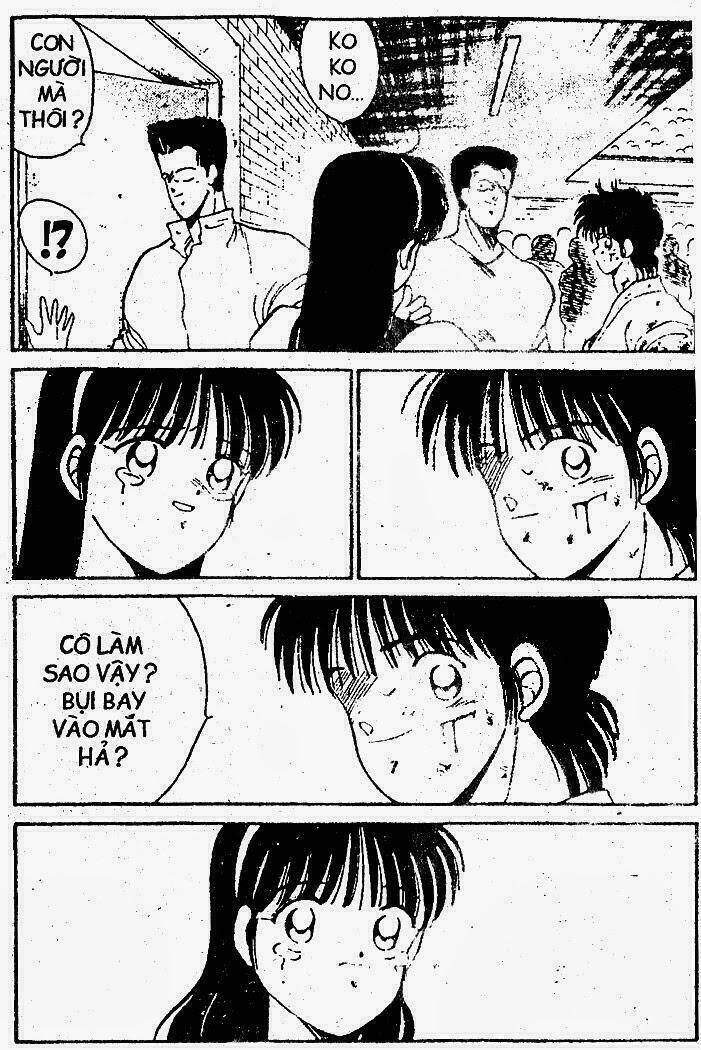 CON
NGƯỜI
MÀ
THÔI?
!?
KO
KO
NO...
CÔ LÀM
SAO VẬY?
BỤI BAY
VÀO MẮT
HẢ?